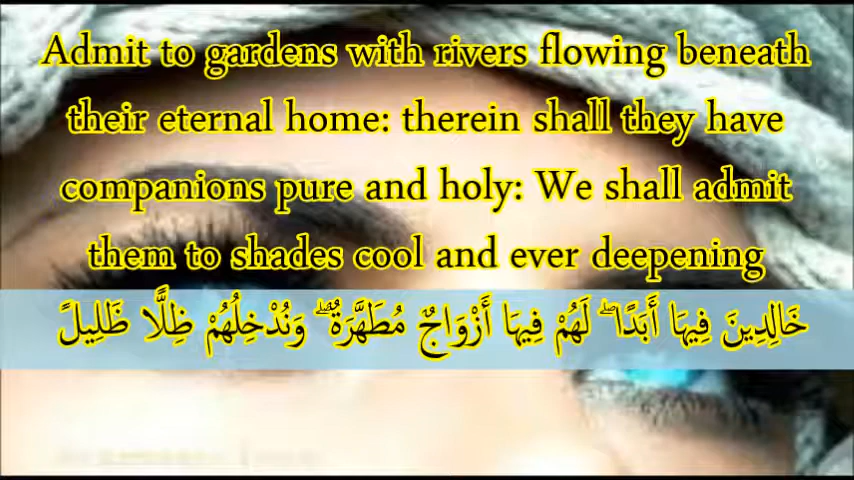 Admit to gardens with rivers flowing beneath
their eternal home: therein shall they have
companions pure and holy: We shall admit
them to shades cool and ever deepening
خَالِدِينَ فِيهَا أَبَدًا ۖ لَهُمْ فِيهَا أَزْوَاجٌ مُطَهَّرَةٌ ۖ وَنُدْخِلُهُمْ ظِلًّا ظَلِيلً